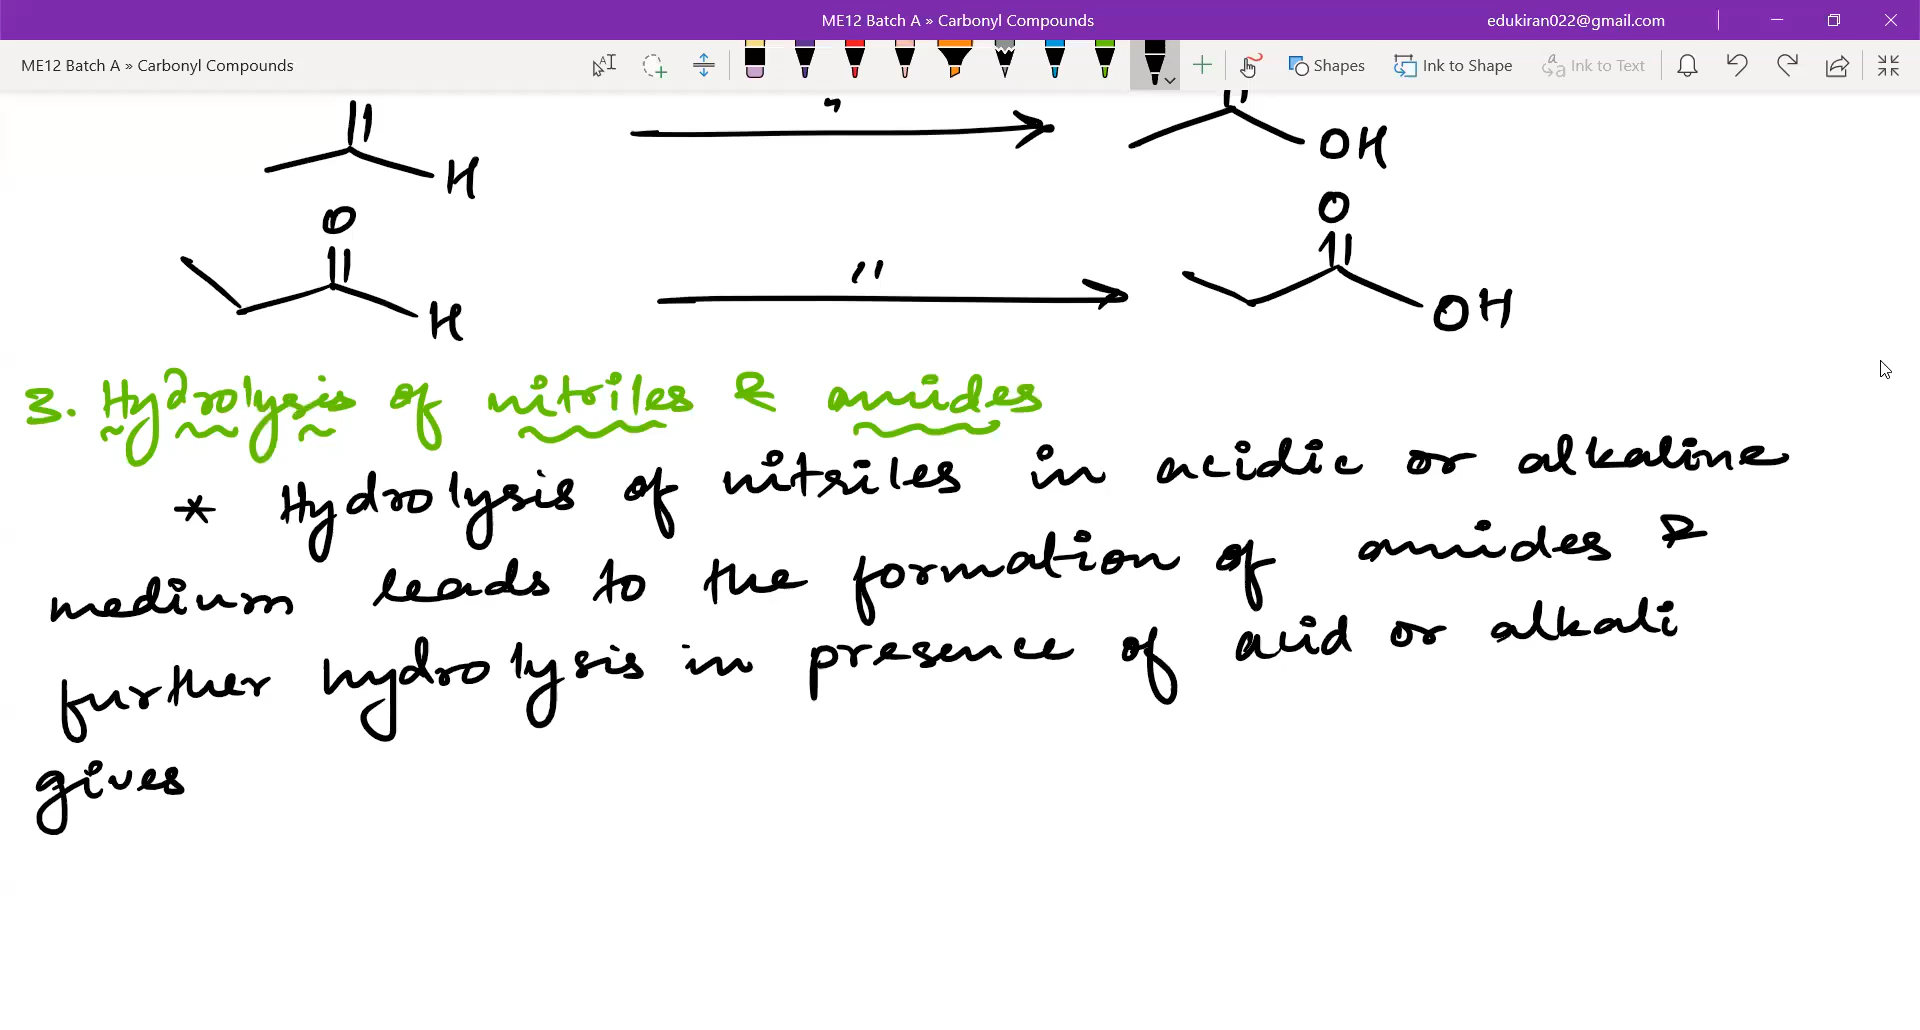 ME12 Batch A » Carbonyl Compounds
edukiran022@gmail.com
ME12 Batch A » Carbonyl Compounds
Shapes
Ink to Shape
Ink to Text
H
"
OH
O
H
"
O
OH
3. Hydrolysis of nitriles & amides
* Hydrolysis of nitriles in acidic or alkaline
medium leads to the formation of amides &
further hydrolysis in presence of acid or alkali
gives